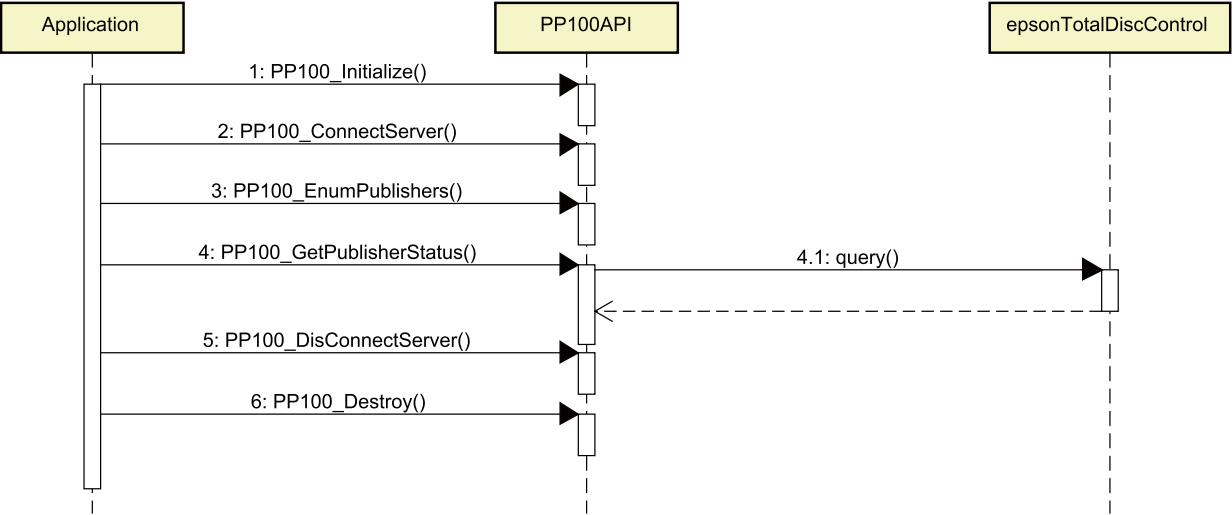 Application
PP100API
epsonTotalDiscControl
1: PP100_Initialize()
2: PP100_ConnectServer()
3: PP100_EnumPublishers()
4: PP100_GetPublisherStatus()
4.1: query()
5: PP100_DisConnectServer()
6: PP100_Destroy()